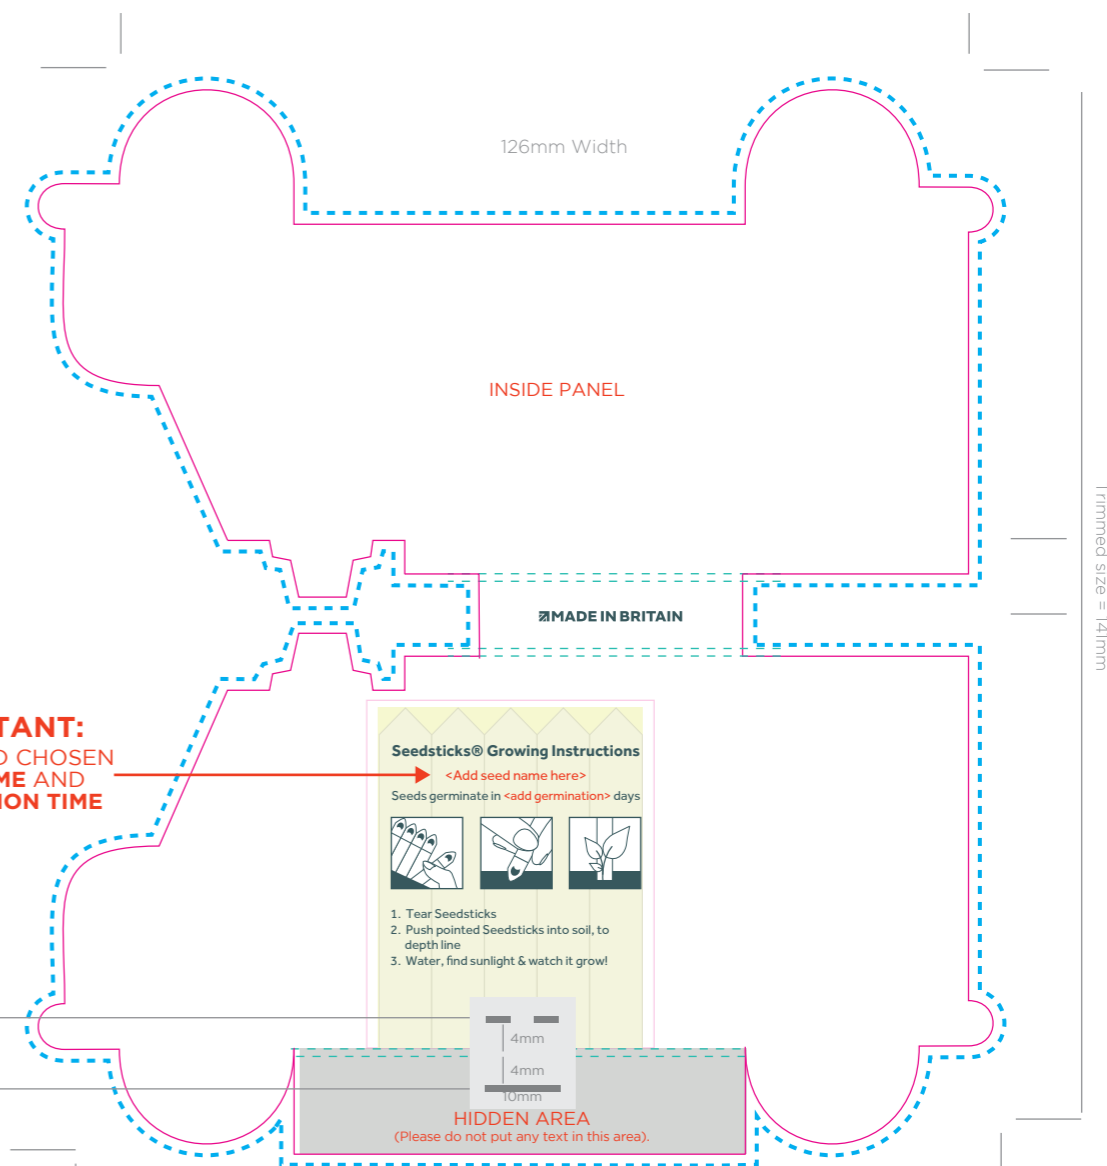 126mm Width
INSIDE PANEL
Trimmed size = 141mm
MADE IN BRITAIN
TANT:
CHOSEN
ME AND
ION TIME
Seedsticks® Growing Instructions
<Add seed name here>
Seeds germinate in <add germination> days
1. Tear Seedsticks
2. Push pointed Seedsticks into soil, to
depth line
3. Water, find sunlight & watch it grow!
4mm
4mm
10mm
HIDDEN AREA
(Please do not put any text in this area).